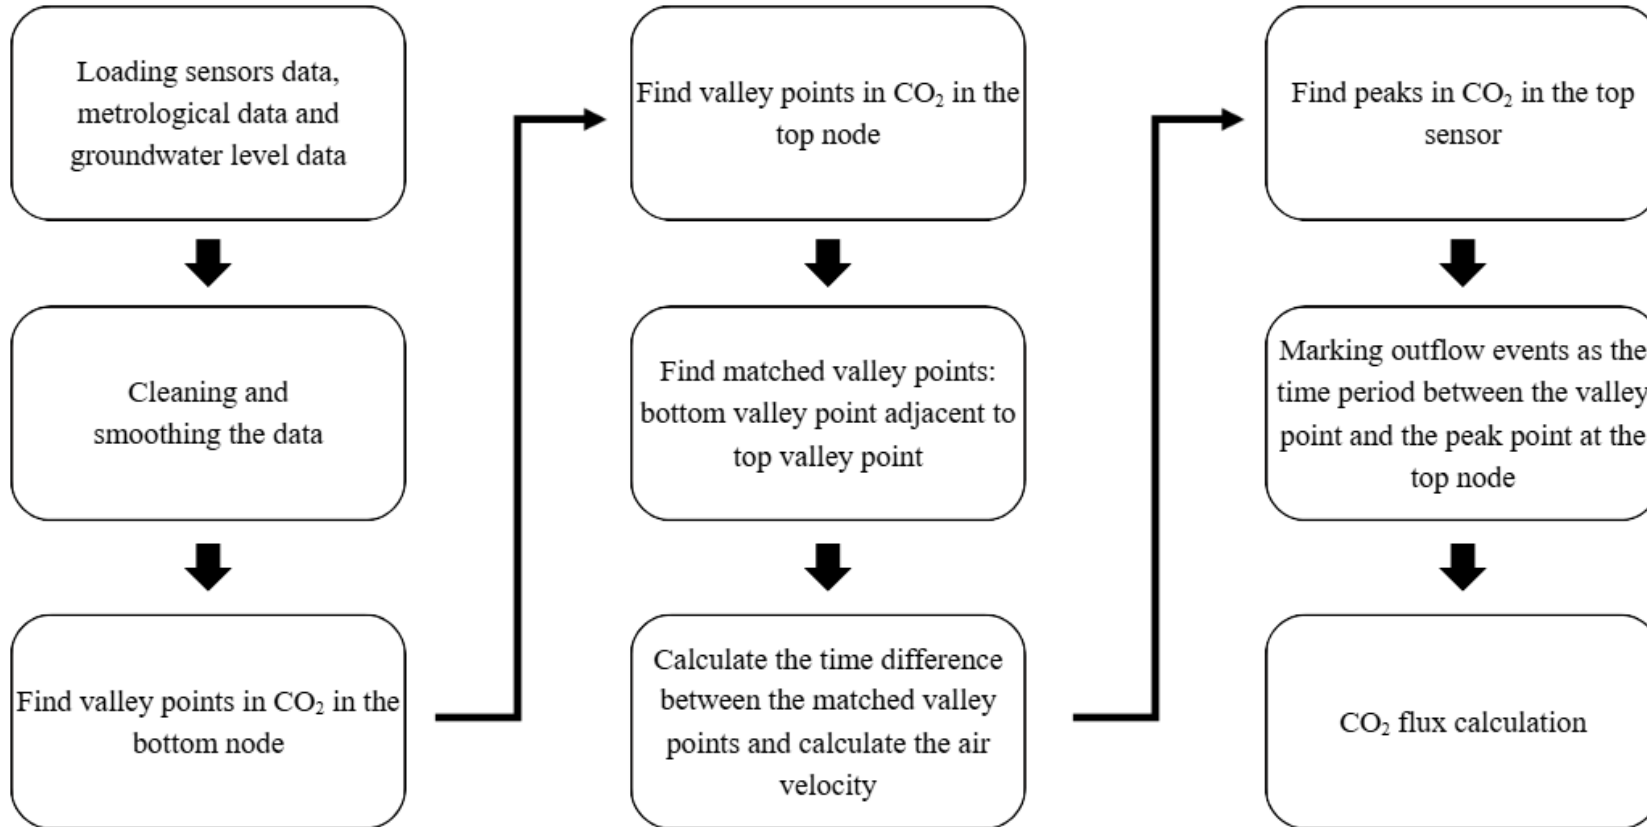 Loading sensors data,
metrological data and
groundwater level data
Cleaning and
smoothing the data
Find valley points in CO₂ in the
bottom node
Find valley points in CO₂ in the
top node
Find matched valley points:
bottom valley point adjacent to
top valley point
Calculate the time difference
between the matched valley
points and calculate the air
velocity
Find peaks in CO₂ in the top
sensor
Marking outflow events as the
time period between the valley
point and the peak point at the
top node
CO₂ flux calculation